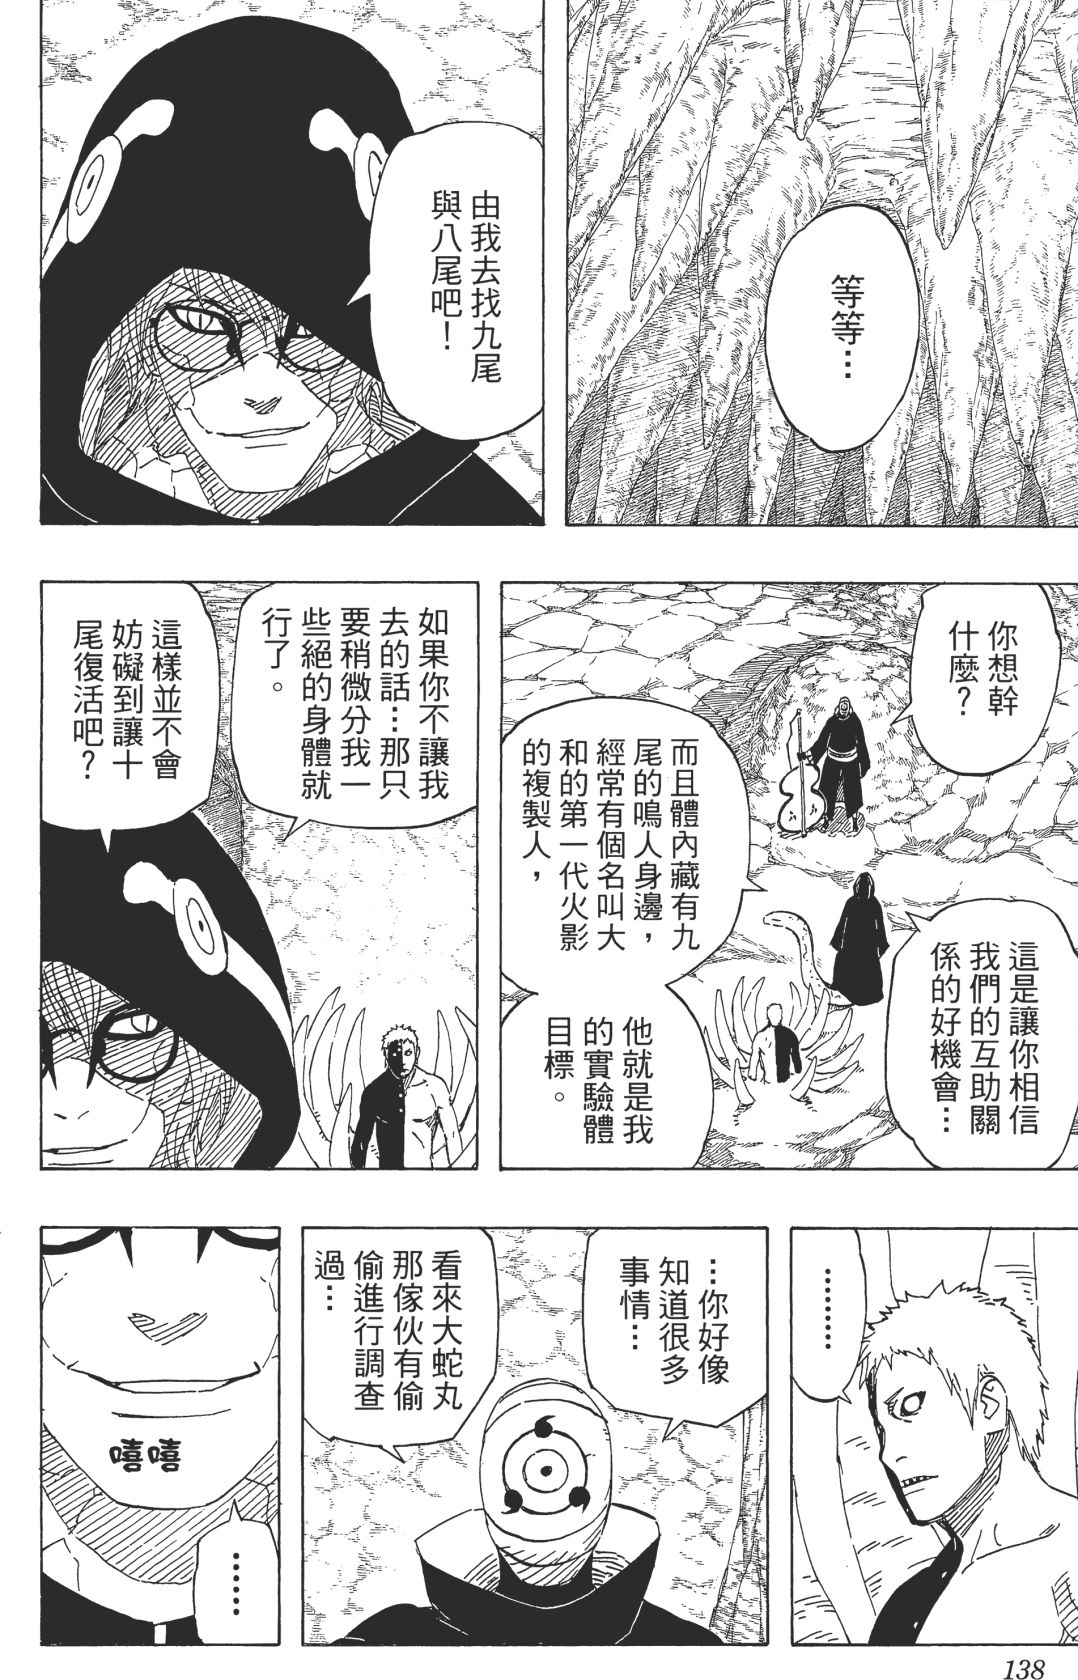 等等…
由我去找九尾
與八尾吧！
你想幹
什麼？
這是讓你相信
我們的互助關
係的好機會…
而且體內藏有九
尾的鳴人身邊，
經常有個名叫大
和的第一代火影
的複製人，
他就是我
的實驗體
目標。
如果你不讓我
去的話…那只
要稍微分我一
些絕的身體就
行了。
這樣並不會
妨礙到讓十
尾復活吧？
………
…你好像
知道很多
事情…
看來大蛇丸
那傢伙有偷
偷進行調查
過…
嘻嘻
……
138